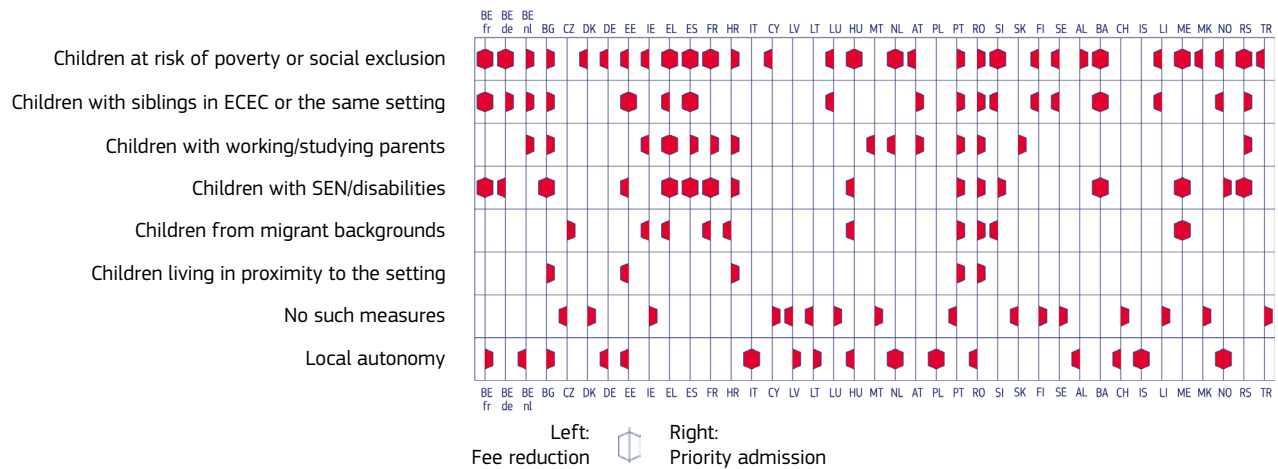 BE BE BE
fr de nl BG CZ DK DE EE IE EL ES FR HR IT CY LV LT LU HU MT NL AT PL PT RO SI SK FI SE AL BA CH IS LI ME MK NO RS TR
Children at risk of poverty or social exclusion
Children with siblings in ECEC or the same setting
Children with working/studying parents
Children with SEN/disabilities
Children from migrant backgrounds
Children living in proximity to the setting
No such measures
Local autonomy
BE BE BE BG CZ DK DE EE IE EL ES FR HR IT CY LV LT LU HU MT NL AT PL PT RO SI SK FI SE AL BA CH IS LI ME MK NO RS TR
fr de nl
Left: Right:
Fee reduction Priority admission